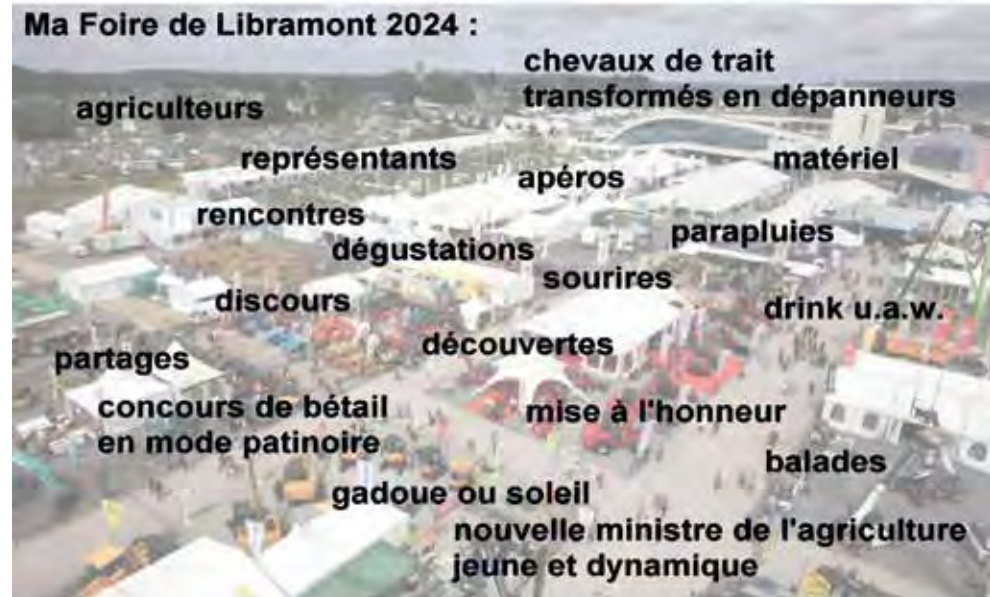 Ma Foire de Libramont 2024 :
chevaux de trait
transformés en dépanneurs
agriculteurs
représentants
apéros
matériel
rencontres
dégustations
parapluies
sourires
discours
drink u.a.w.
découvertes
partages
concours de bétail
en mode patinoire
mise à l'honneur
balades
gadoue ou soleil
nouvelle ministre de l'agriculture
jeune et dynamique